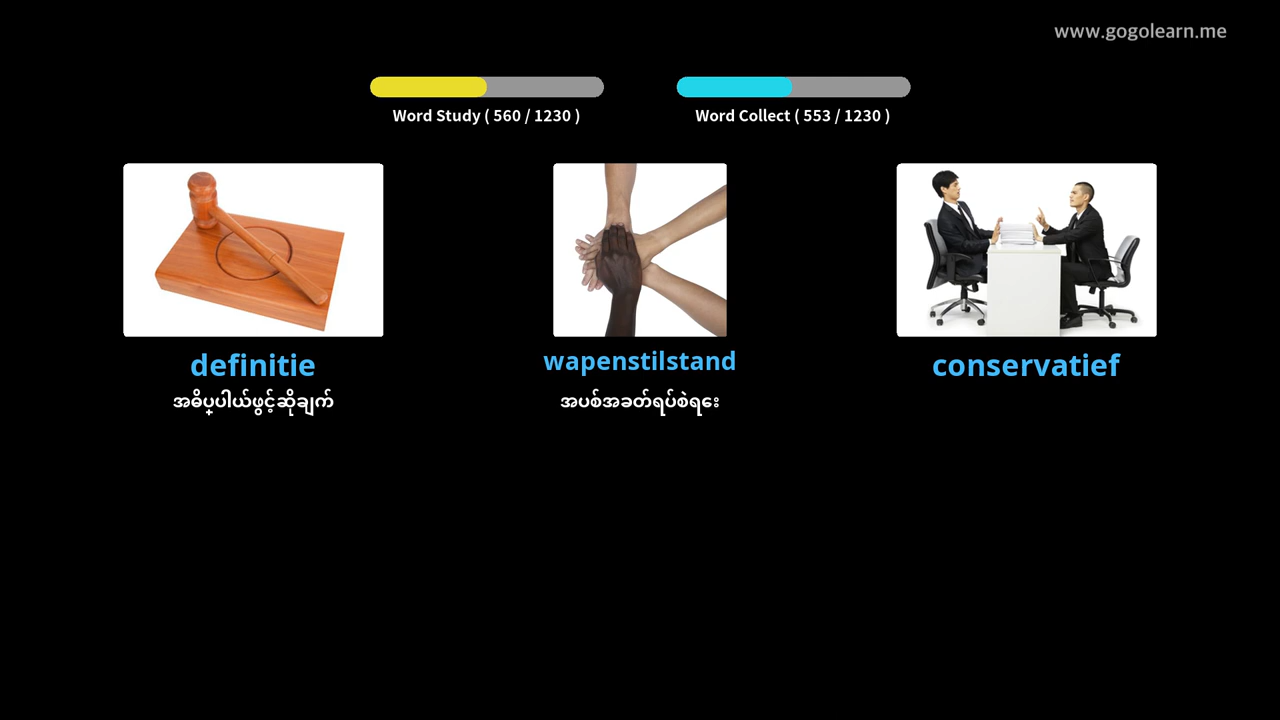 www.gogolearn.me
Word Study ( 560 / 1230 )
Word Collect ( 553 / 1230 )
definitie
wapenstilstand
conservatief
အဓိပ္ပါယ်ဖွင့်ဆိုချက်
အပစ်အခတ်ရပ်စဲရေး